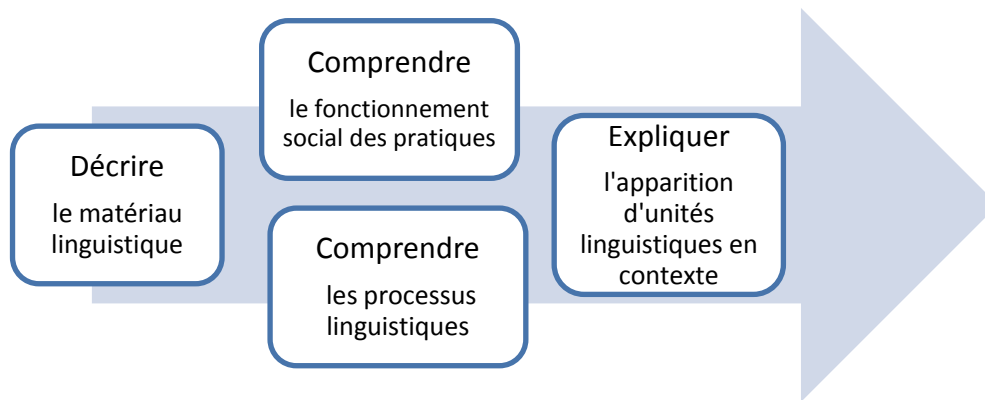 Décrire
le matériau
linguistique
Comprendre
le fonctionnement
social des pratiques
Comprendre
les processus
linguistiques
Expliquer
l'apparition
d'unités
linguistiques en
contexte